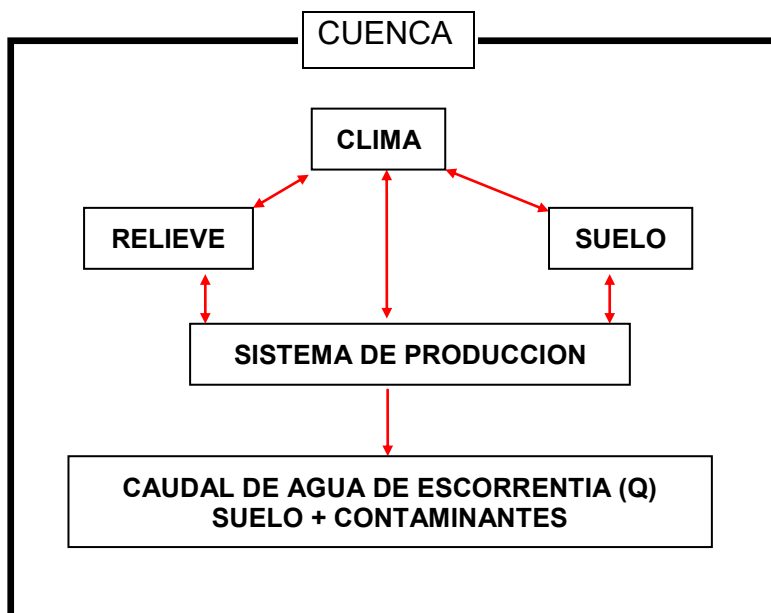 CUENCA
CLIMA
RELIEVE
SUELO
SISTEMA DE PRODUCCION
CAUDAL DE AGUA DE ESCORRENTIA (Q)
SUELO + CONTAMINANTES